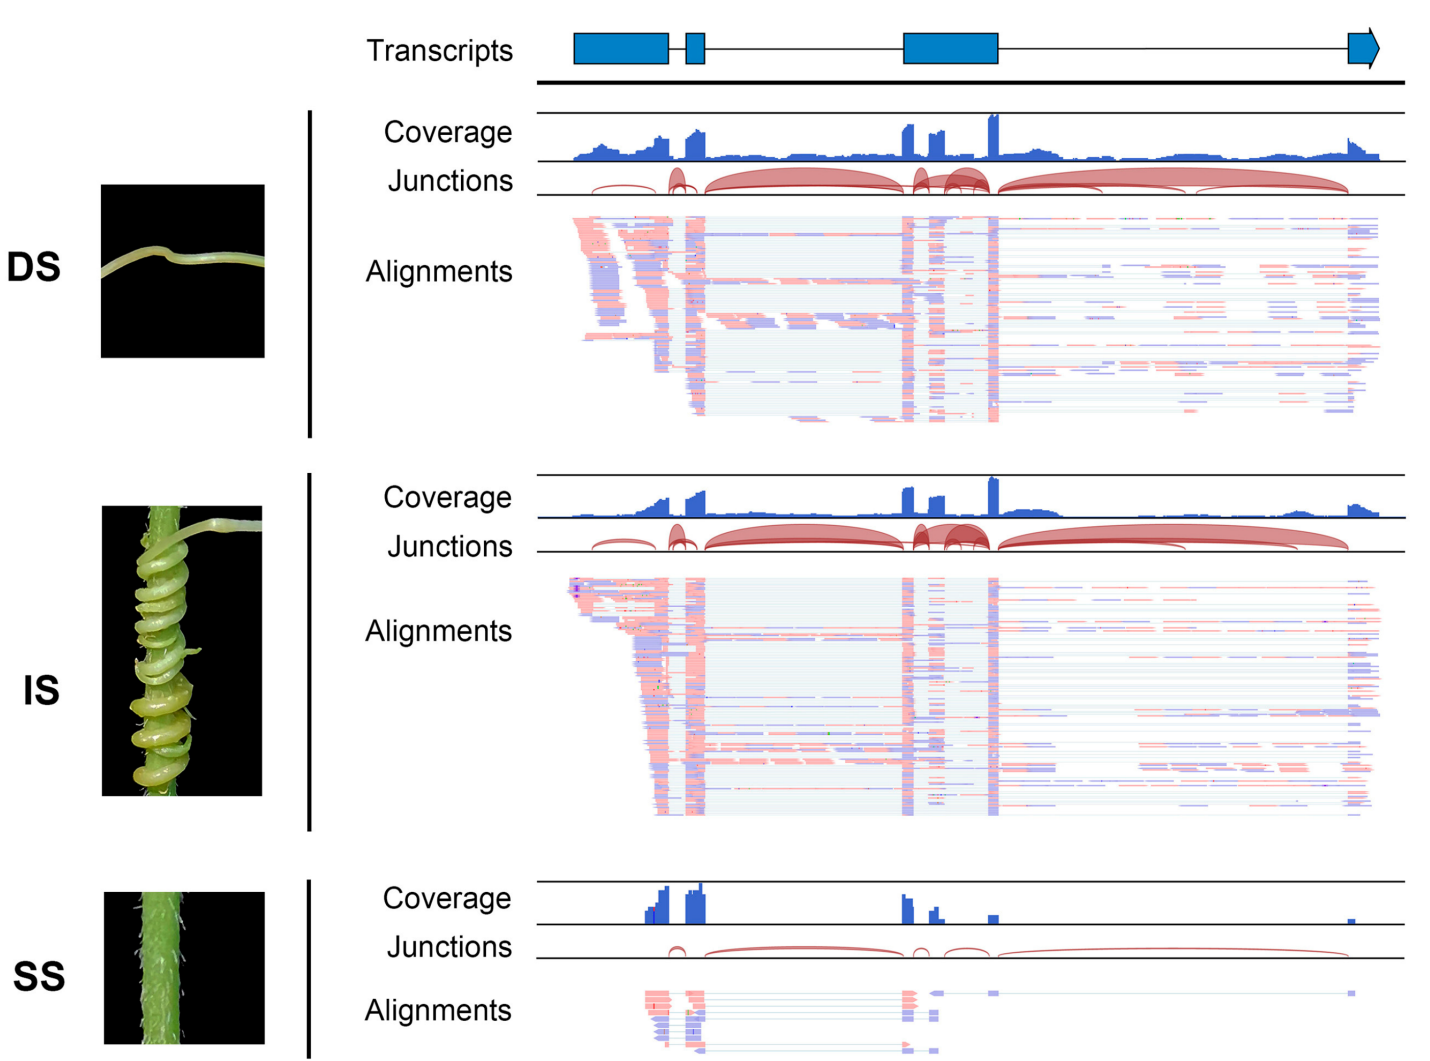 Transcripts
DS
Coverage
Junctions
Alignments
IS
Coverage
Junctions
Alignments
SS
Coverage
Junctions
Alignments